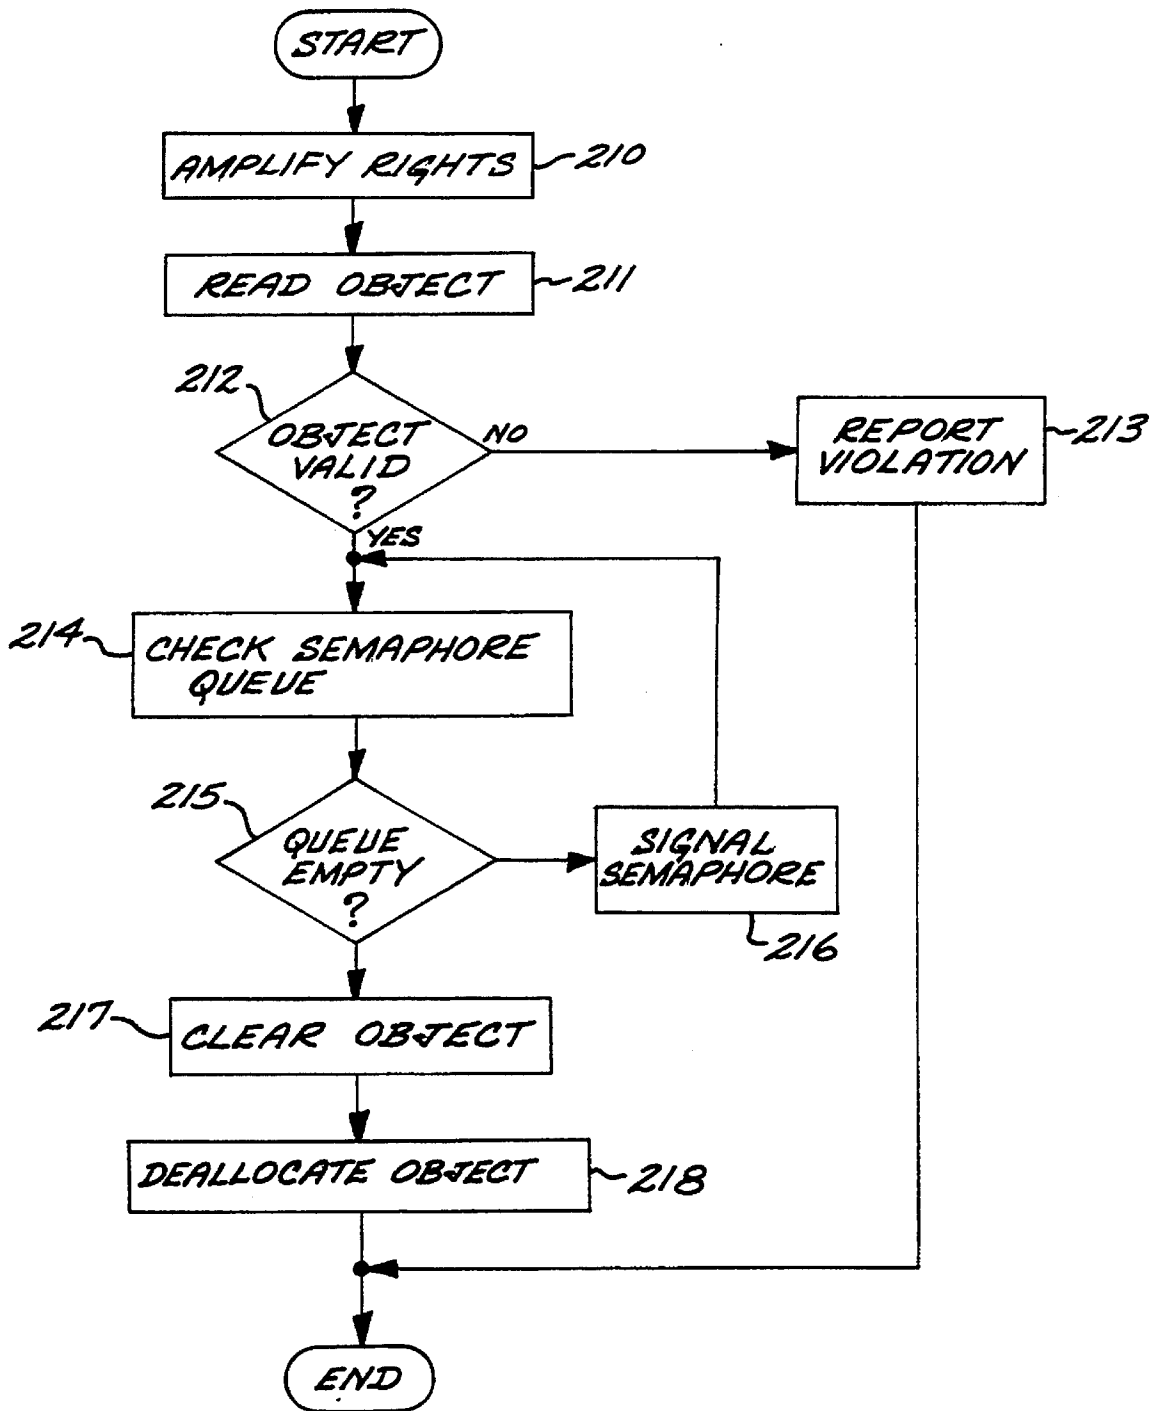 START
AMPLIFY RIGHTS
210
READ OBJECT
211
212
OBJECT
VALID
?
NO
YES
REPORT
VIOLATION
213
214
CHECK SEMAPHORE
QUEUE
215
QUEUE
EMPTY
?
SIGNAL
SEMAPHORE
216
217
CLEAR OBJECT
DEALLOCATE OBJECT
218
END